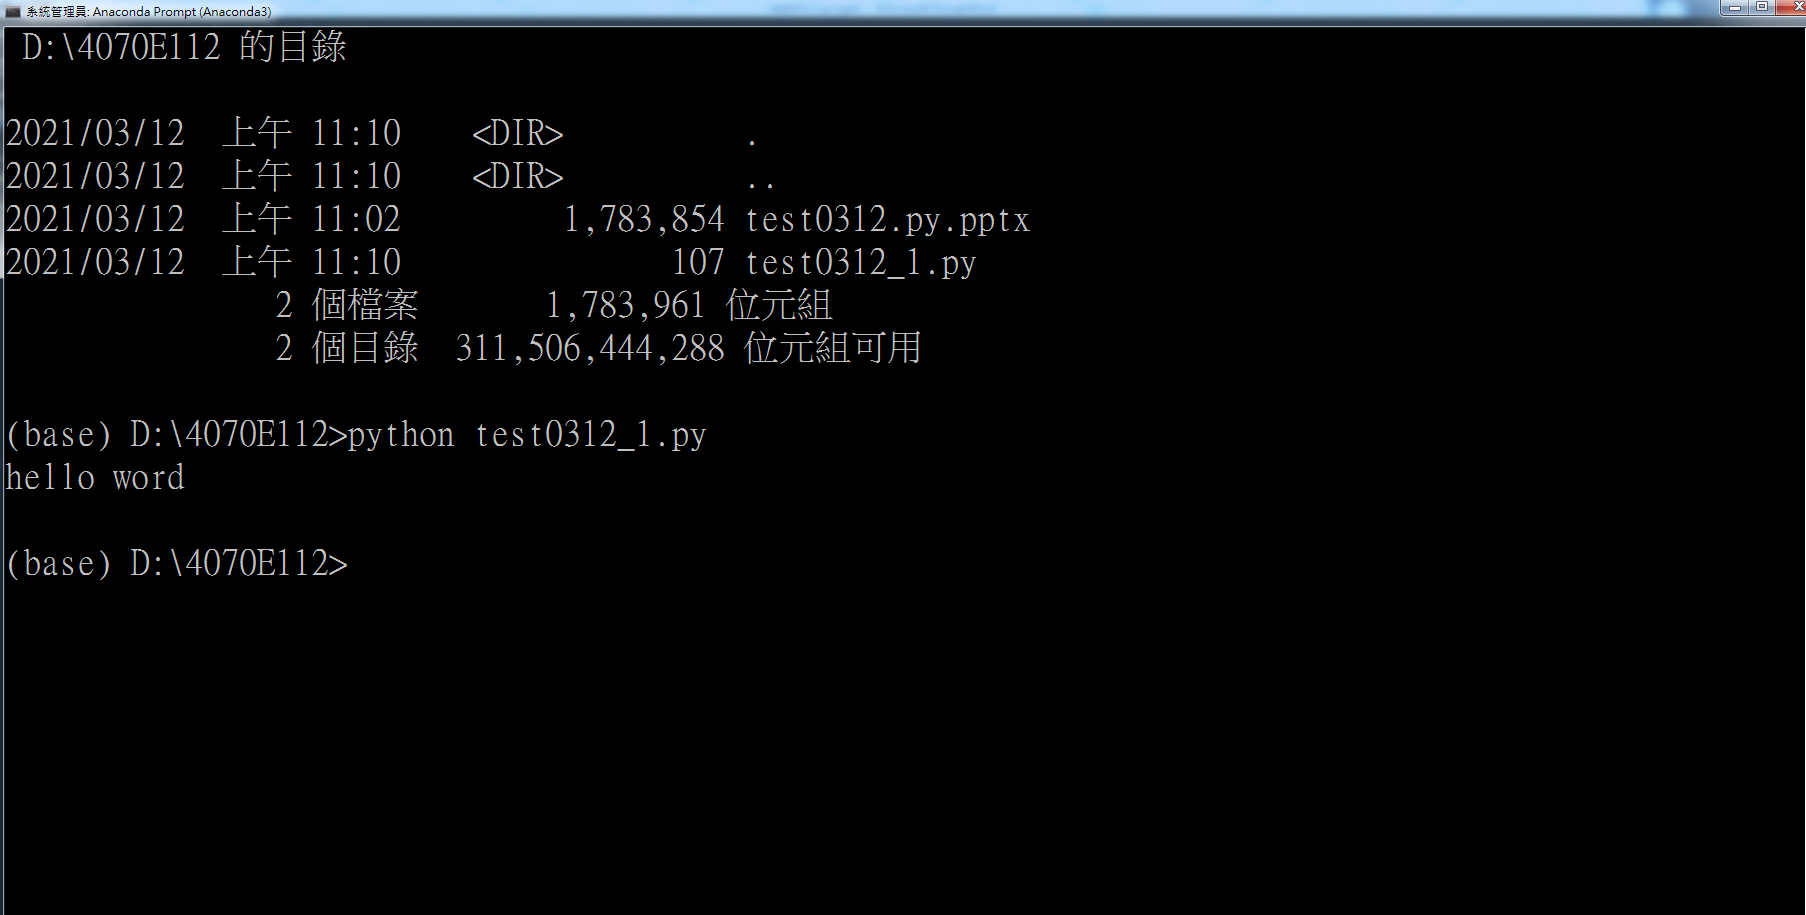 系統管理員: Anaconda Prompt (Anaconda3)
D:\4070E112 的目錄
2021/03/12  上午 11:10    <DIR>          .
2021/03/12  上午 11:10    <DIR>          ..
2021/03/12  上午 11:02         1,783,854 test0312.py.pptx
2021/03/12  上午 11:10               107 test0312_1.py
2 個檔案       1,783,961 位元組
2 個目錄  311,506,444,288 位元組可用
(base) D:\4070E112>python test0312_1.py
hello word
(base) D:\4070E112>